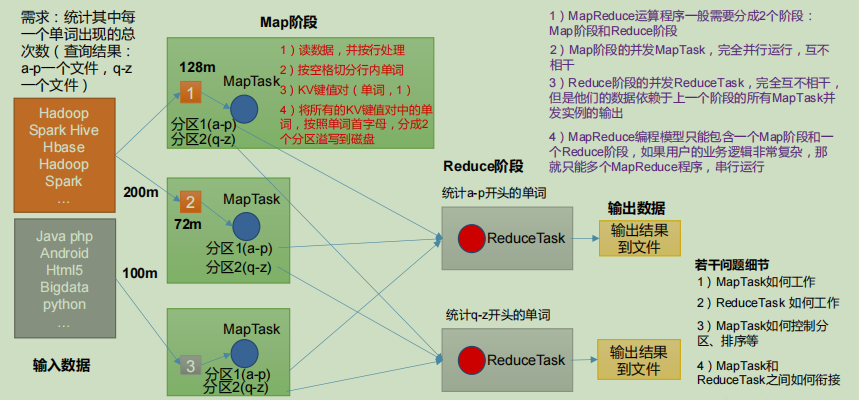 需求：统计其中每
一个单词出现的总
次数（查询结果：
a-p一个文件，q-z
一个文件）
Hadoop
Spark Hive
Hbase
Hadoop
Spark
...
200m
Java php
Android
Html5
Bigdata
python
...
100m
输入数据
Map阶段
128m
1
MapTask
分区1(a-p)
分区2(q-z)
1）读数据，并按行处理
2）按空格切分行内单词
3）KV键值对（单词，1）
4）将所有的KV键值对中的单
词，按照单词首字母，分成2
个分区溢写到磁盘
2
72m
MapTask
分区1(a-p)
分区2(q-z)
3
MapTask
分区1(a-p)
分区2(q-z)
Reduce阶段
统计a-p开头的单词
ReduceTask
统计q-z开头的单词
ReduceTask
输出数据
输出结果
到文件
输出结果
到文件
1）MapReduce运算程序一般需要分成2个阶段：
Map阶段和Reduce阶段
2）Map阶段的并发MapTask，完全并行运行，互不
相干
3）Reduce阶段的并发ReduceTask，完全互不相干，
但是他们的数据依赖于上一个阶段的所有MapTask并
发实例的输出
4）MapReduce编程模型只能包含一个Map阶段和一
个Reduce阶段，如果用户的业务逻辑非常复杂，那
就只能多个MapReduce程序，串行运行
若干问题细节
1）MapTask如何工作
2）ReduceTask 如何工作
3）MapTask如何控制分
区、排序等
4）MapTask和
ReduceTask之间如何衔接